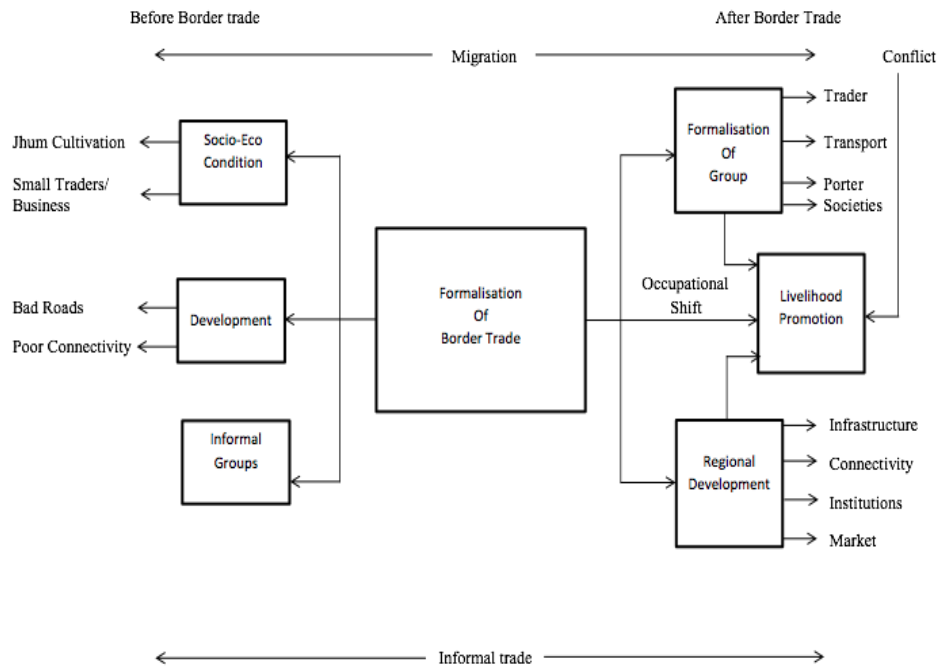 Before Border trade
After Border Trade
Migration
Conflict
Socio-Eco
Condition
Jhum Cultivation
Small Traders/
Business
Formalisation
Of
Group
Trader
Transport
Porter
Societies
Bad Roads
Poor Connectivity
Development
Formalisation
Of
Border Trade
Occupational
Shift
Livelihood
Promotion
Informal
Groups
Regional
Development
Infrastructure
Connectivity
Institutions
Market
Informal trade